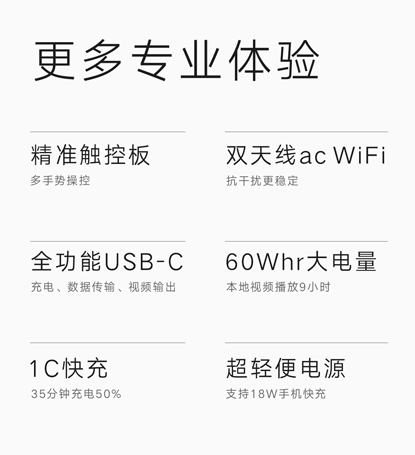 更多专业体验
精准触控板
多手势操控
双天线ac WiFi
抗干扰更稳定
全功能USB-C
充电、数据传输、视频输出
60Whr大电量
本地视频播放9小时
1C快充
35分钟充电50%
超轻便电源
支持18W手机快充